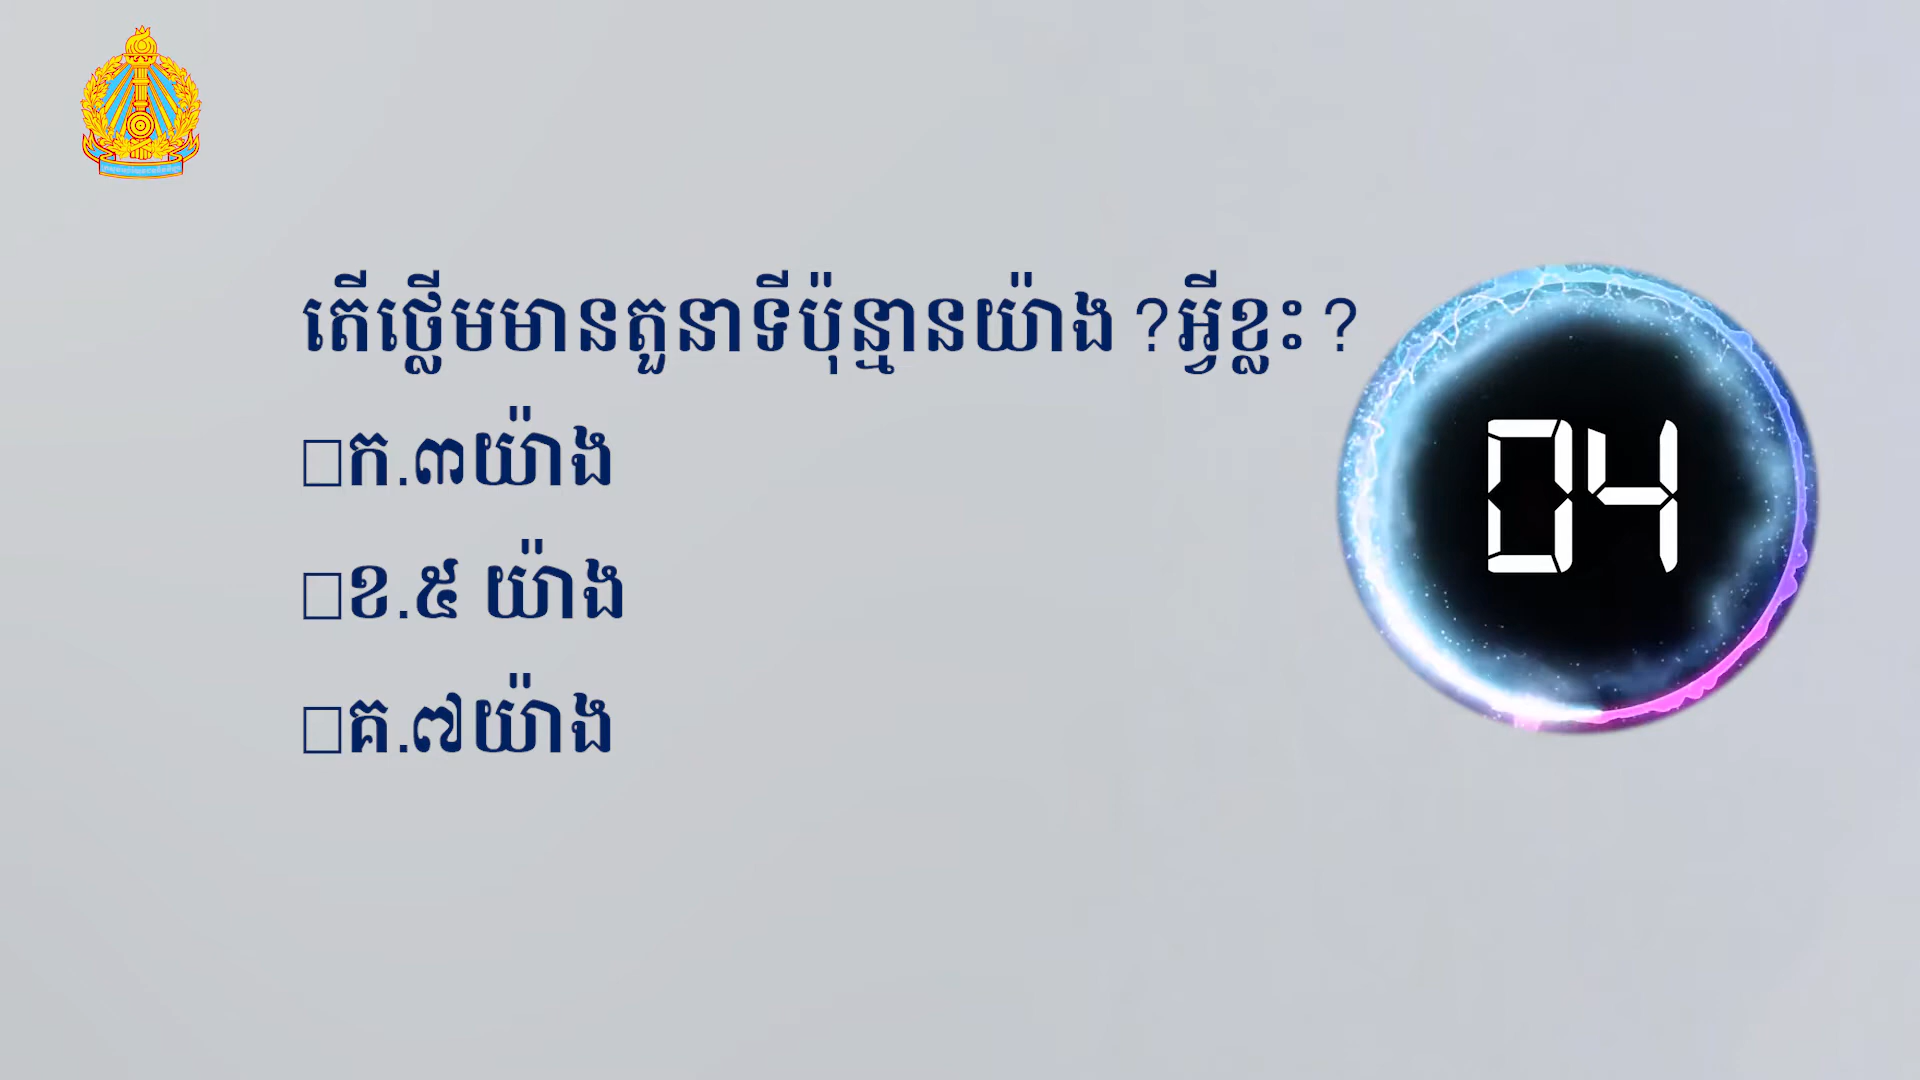 តើថ្លើមមានតួនាទីប៉ុន្មានយ៉ាង ?អ្វីខ្លះ ?
□ក.៣យ៉ាង
□ខ.៥ យ៉ាង
□គ.៧យ៉ាង
04